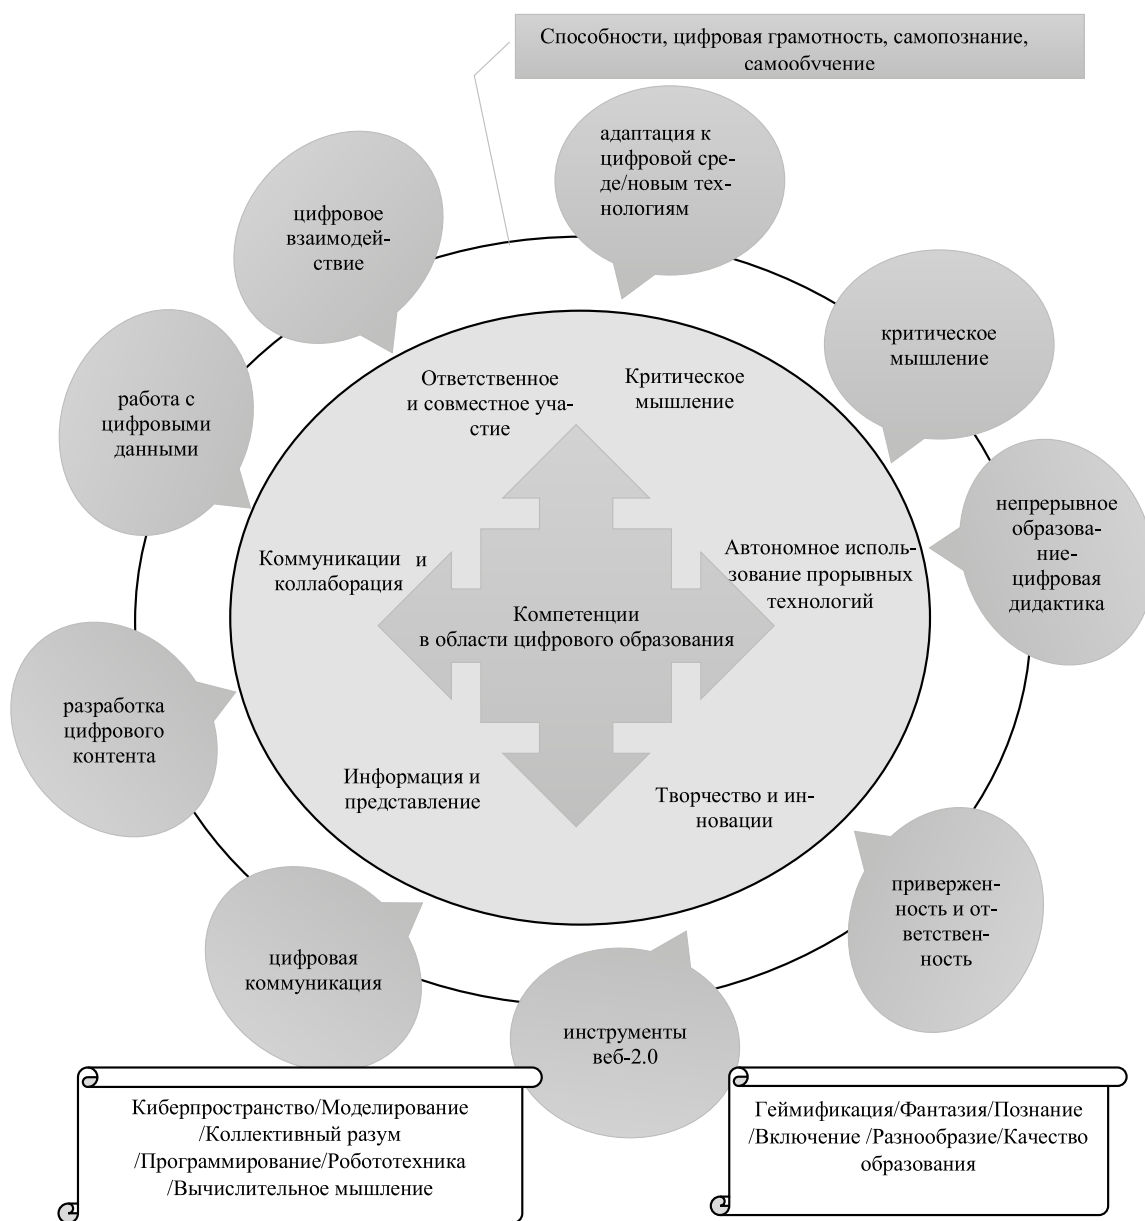 Способности, цифровая грамотность, самопознание,
самообучение
адаптация к
цифровой сре-
де/новым тех-
нологиям
цифровое
взаимодей-
ствие
критическое
мышление
работа с
цифровыми
данными
непрерывное
образова-
ние-
цифровая
дидактика
Ответственное
и совместное уча-
стие
Критическое
мышление
Коммуникации и
коллаборация
Автономное исполь-
зование прорывных
технологий
Компетенции
в области цифрового образования
разработка
цифрового
контента
Информация и
представление
Творчество и ин-
новации
привержен-
ность и от-
ветствен-
ность
цифровая
коммуникация
инструменты
веб-2.0
Киберпространство/Моделирование
/Коллективный разум
/Программирование/Робототехника
/Вычислительное мышление
Геймификация/Фантазия/Познание
/Включение /Разнообразие/Качество
образования